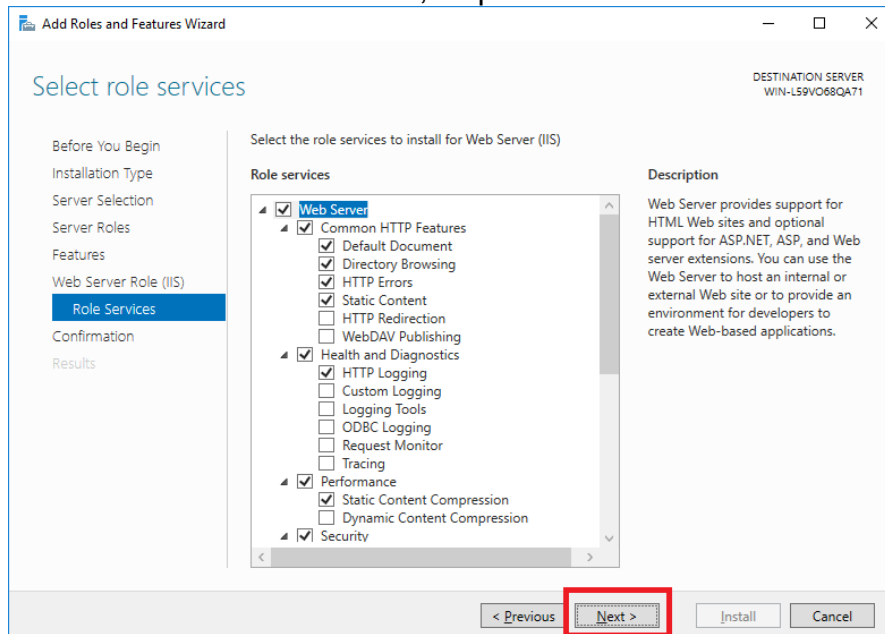 Add Roles and Features Wizard
Select role services
DESTINATION SERVER
WIN-L59VO68QA71
Before You Begin
Installation Type
Server Selection
Server Roles
Features
Web Server Role (IIS)
Role Services
Confirmation
Results
Select the role services to install for Web Server (IIS)
Role services
Web Server
Common HTTP Features
Default Document
Directory Browsing
HTTP Errors
Static Content
HTTP Redirection
WebDAV Publishing
Health and Diagnostics
HTTP Logging
Custom Logging
Logging Tools
ODBC Logging
Request Monitor
Tracing
Performance
Static Content Compression
Dynamic Content Compression
Security
Description
Web Server provides support for
HTML Web sites and optional
support for ASP.NET, ASP, and Web
server extensions. You can use the
Web Server to host an internal or
external Web site or to provide an
environment for developers to
create Web-based applications.
< Previous
Next >
Install
Cancel